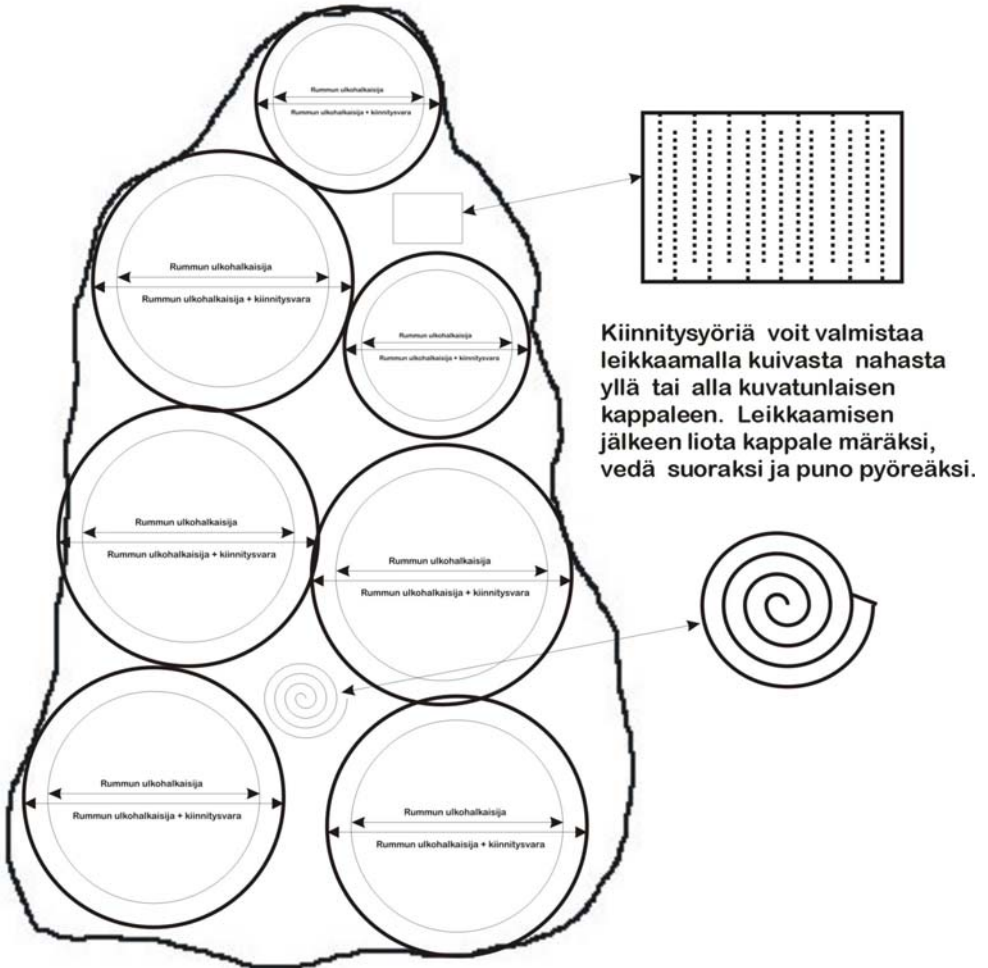 Rummun ulkohalkaisija
Rummun ulkohalkaisija + kiinnitysvara
Rummun ulkohalkaisija
Rummun ulkohalkaisija + kiinnitysvara
Rummun ulkohalkaisija
Rummun ulkohalkaisija + kiinnitysvara
Kiinnitysyöriä voit valmistaa
leikkaamalla kuivasta nahasta
yllä tai alla kuvatunlaisen
kappaleen. Leikkaamisen
jälkeen liota kappale märäksi,
vedä suoraksi ja puno pyöreäksi.
Rummun ulkohalkaisija
Rummun ulkohalkaisija + kiinnitysvara
Rummun ulkohalkaisija
Rummun ulkohalkaisija + kiinnitysvara
Rummun ulkohalkaisija
Rummun ulkohalkaisija + kiinnitysvara
Rummun ulkohalkaisija
Rummun ulkohalkaisija + kiinnitysvara